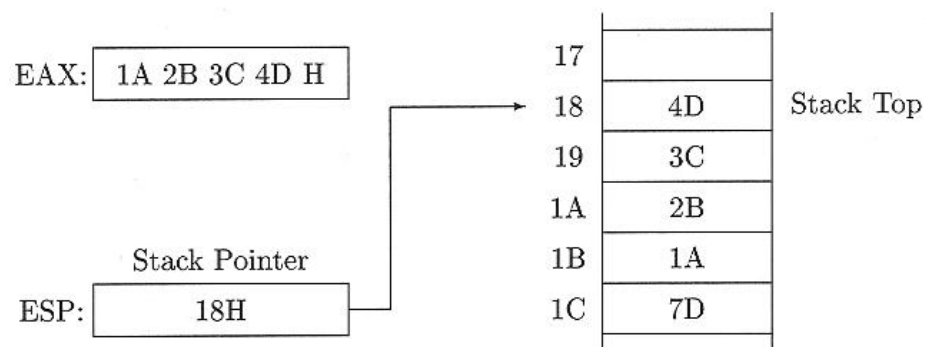 EAX: 1A 2B 3C 4D H
Stack Pointer
ESP: 18H
17
18 4D Stack Top
19 3C
1A 2B
1B 1A
1C 7D